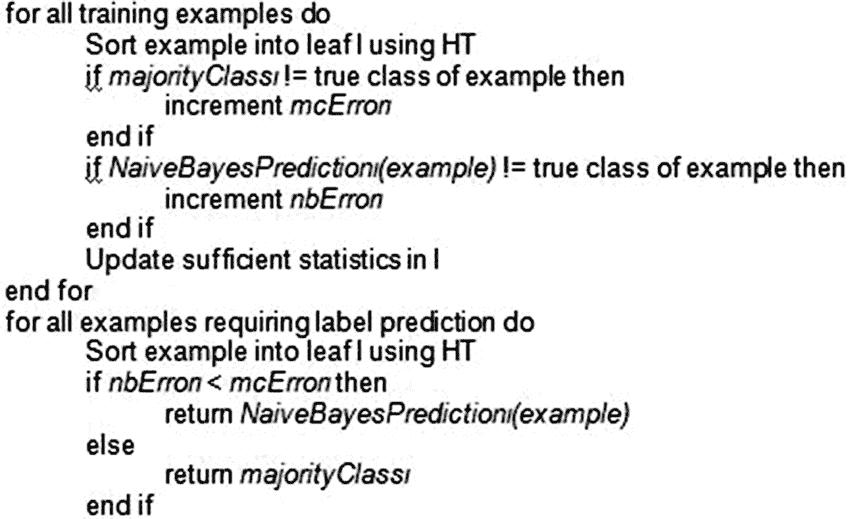 for all training examples do
Sort example into leaf l using HT
if majorityClassl != true class of example then
increment mcErrorl
end if
if NaiveBayesPredictionl(example) != true class of example then
increment nbErrorl
end if
Update sufficient statistics in l
end for
for all examples requiring label prediction do
Sort example into leaf l using HT
if nbErrorl < mcErrorl then
return NaiveBayesPredictionl(example)
else
return majorityClassl
end if